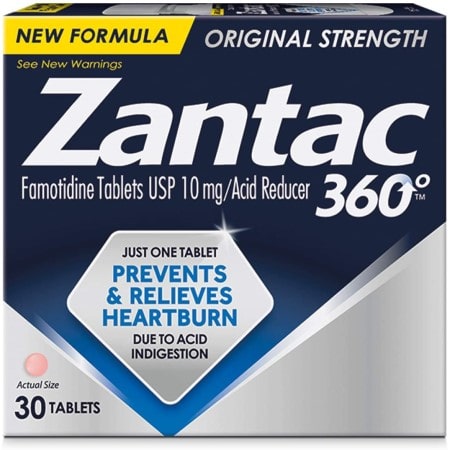 NEW FORMULA
ORIGINAL STRENGTH
See New Warnings
Zantac
360°™
Famotidine Tablets USP 10 mg/Acid Reducer
JUST ONE TABLET
PREVENTS
& RELIEVES
HEARTBURN
DUE TO ACID
INDIGESTION
Actual Size
30 TABLETS